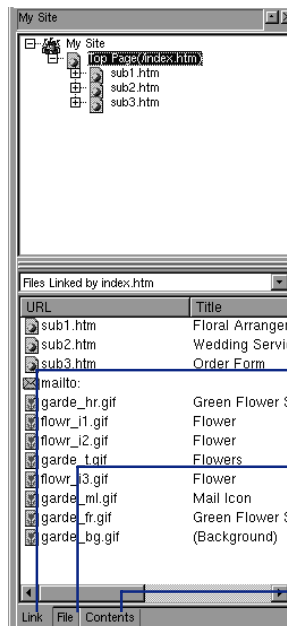 My Site
My Site
Top Page(/index.htm)
sub1.htm
sub2.htm
sub3.htm
Files Linked by index.htm
URL Title
sub1.htm Floral Arranger
sub2.htm Wedding Servi
sub3.htm Order Form
mailto:
garde_hr.gif Green Flower S
flowr_i1.gif Flower
flowr_i2.gif Flower
garde_t.gif Flowers
flowr_i3.gif Flower
garde_ml.gif Mail Icon
garde_fr.gif Green Flower S
garde_bg.gif (Background)
Link File Contents